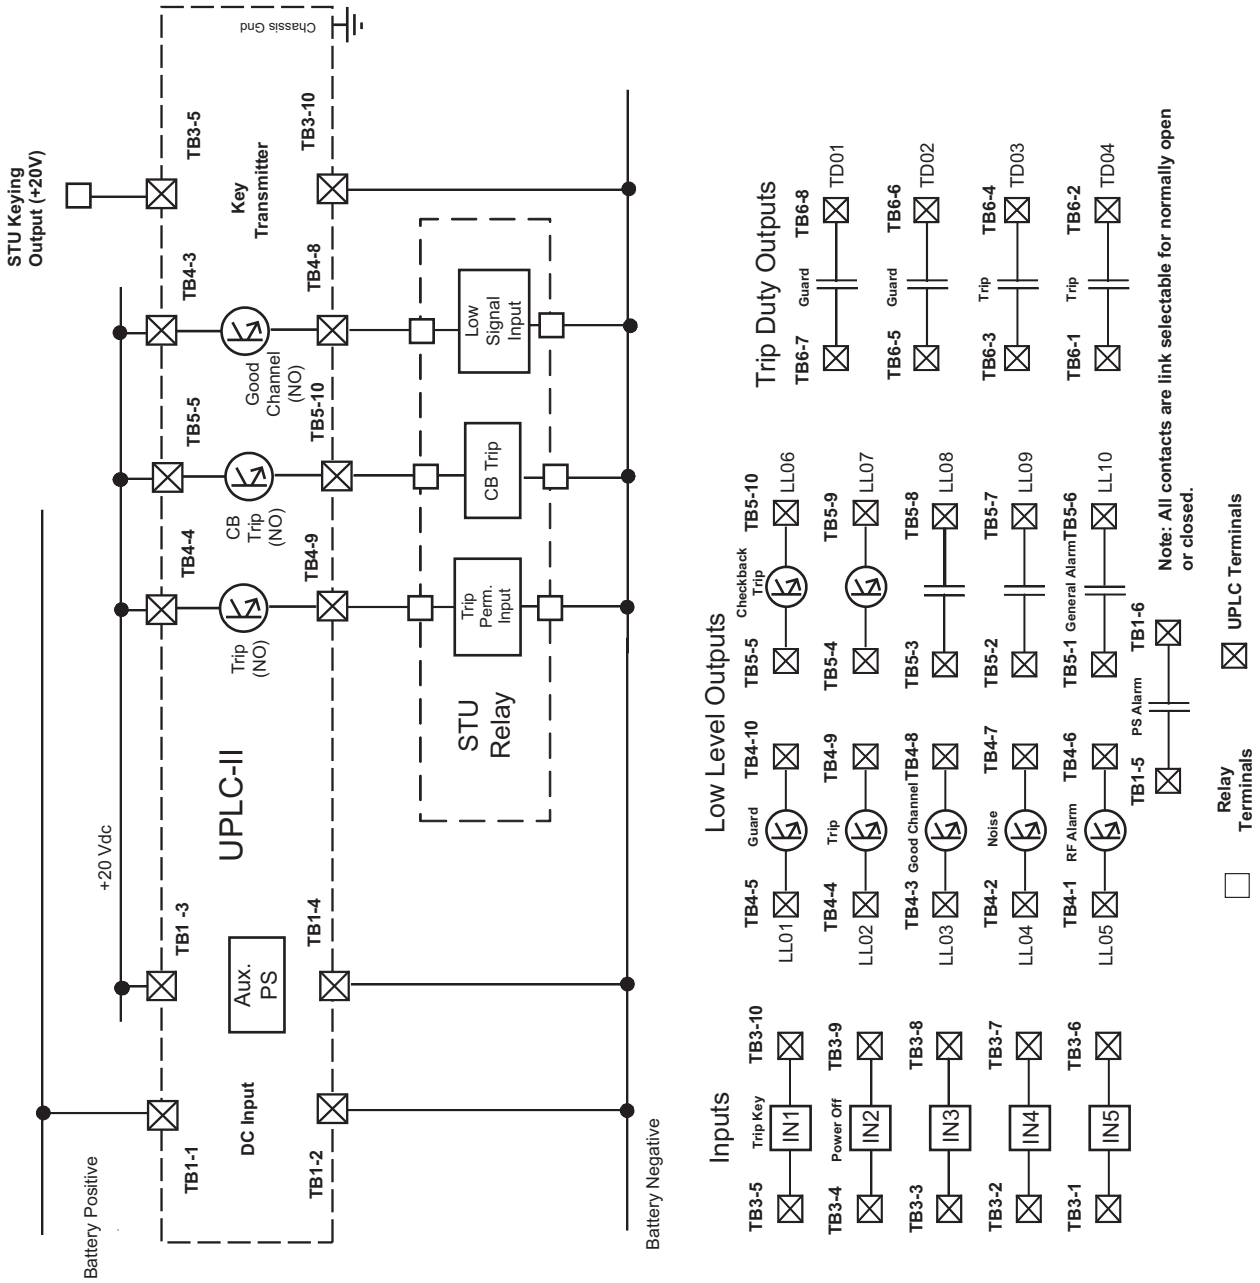 STU Keying
Output (+20V)
Battery Positive
+20 Vdc
TB1-1
TB1 -3
TB4-4
TB5-5
TB4-3
TB3-5
DC Input
Aux.
PS
UPLC-II
Trip
(NO)
CB
Trip
(NO)
Good
Channel
(NO)
Key
Transmitter
Chassis Gnd
TB1-2
TB1-4
TB4-9
TB5-10
TB4-8
TB3-10
STU
Relay
Trip
Perm.
Input
CB Trip
Low
Signal
Input
Battery Negative
Inputs
TB3-5
Trip Key
IN1
TB3-10
TB3-4
Power Off
IN2
TB3-9
TB3-3
IN3
TB3-8
TB3-2
IN4
TB3-7
TB3-1
IN5
TB3-6
Low Level Outputs
LL01
TB4-5
Guard
TB4-10
LL02
TB4-4
Trip
TB4-9
LL03
TB4-3
Good Channel
TB4-8
LL04
TB4-2
Noise
TB4-7
LL05
TB4-1
RF Alarm
TB4-6
TB5-5
Checkback
Trip
TB5-10
LL06
TB5-4
TB5-9
LL07
TB5-3
TB5-8
LL08
TB5-2
TB5-7
LL09
TB5-1
General Alarm
TB5-6
LL10
TB1-5
PS Alarm
TB1-6
Trip Duty Outputs
TB6-7
Guard
TB6-8
TD01
TB6-5
Guard
TB6-6
TD02
TB6-3
Trip
TB6-4
TD03
TB6-1
Trip
TB6-2
TD04
Note: All contacts are link selectable for normally open
or closed.
Relay
Terminals
UPLC Terminals